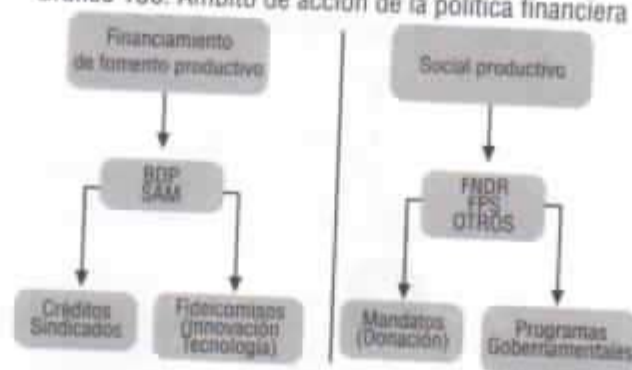 Ámbito de acción de la política financiera
Financiamiento
de fomento productivo
BDP
SAM
Créditos
Sindicados
Fideicomisos
(Innovación
Tecnología)
Social productivo
FNDR
FPS
OTROS
Mandatos
(Donación)
Programas
Gobernamentales